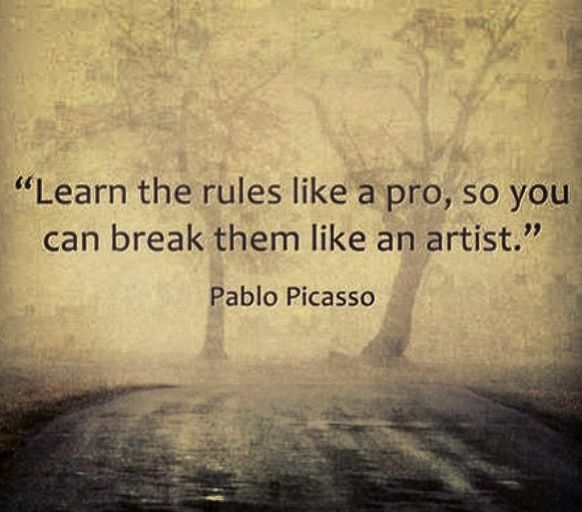 “Learn the rules like a pro, so you
can break them like an artist.”
Pablo Picasso